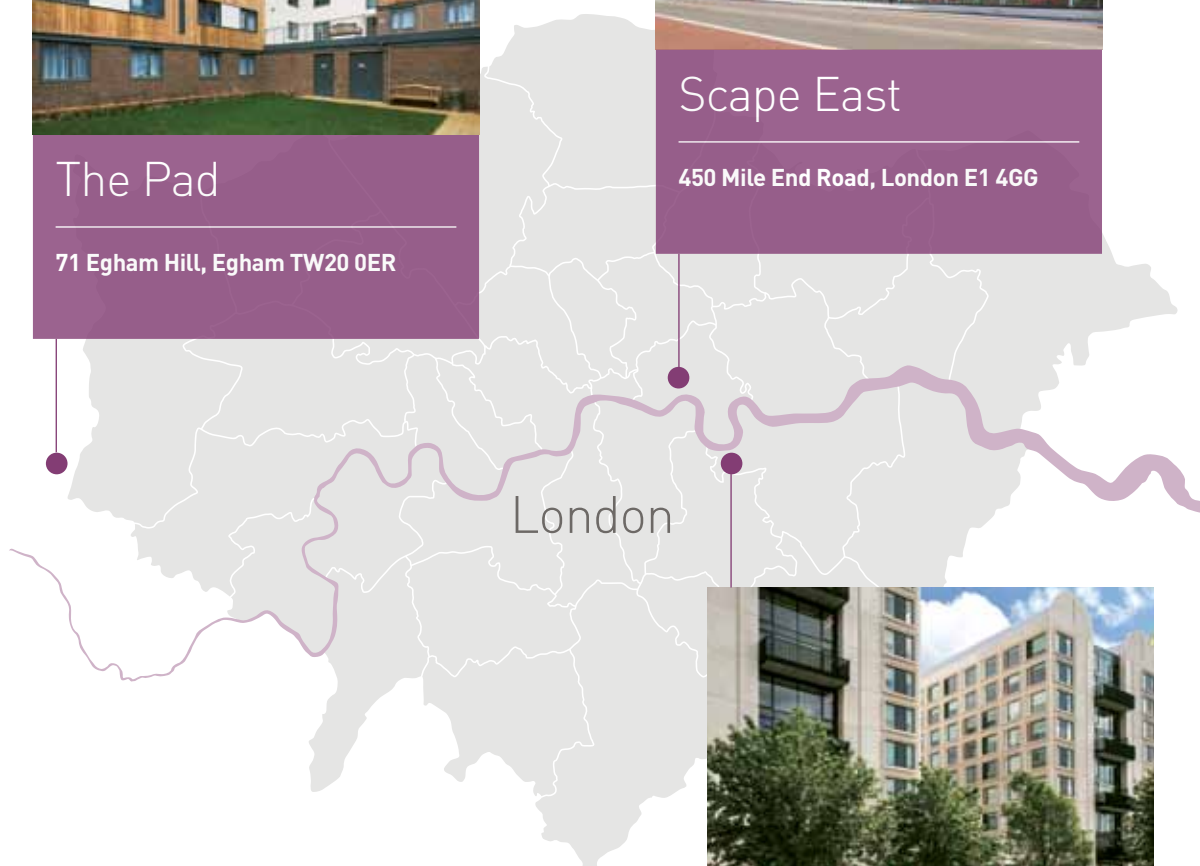 Scape East
450 Mile End Road, London E1 4GG
The Pad
71 Egham Hill, Egham TW20 0ER
London